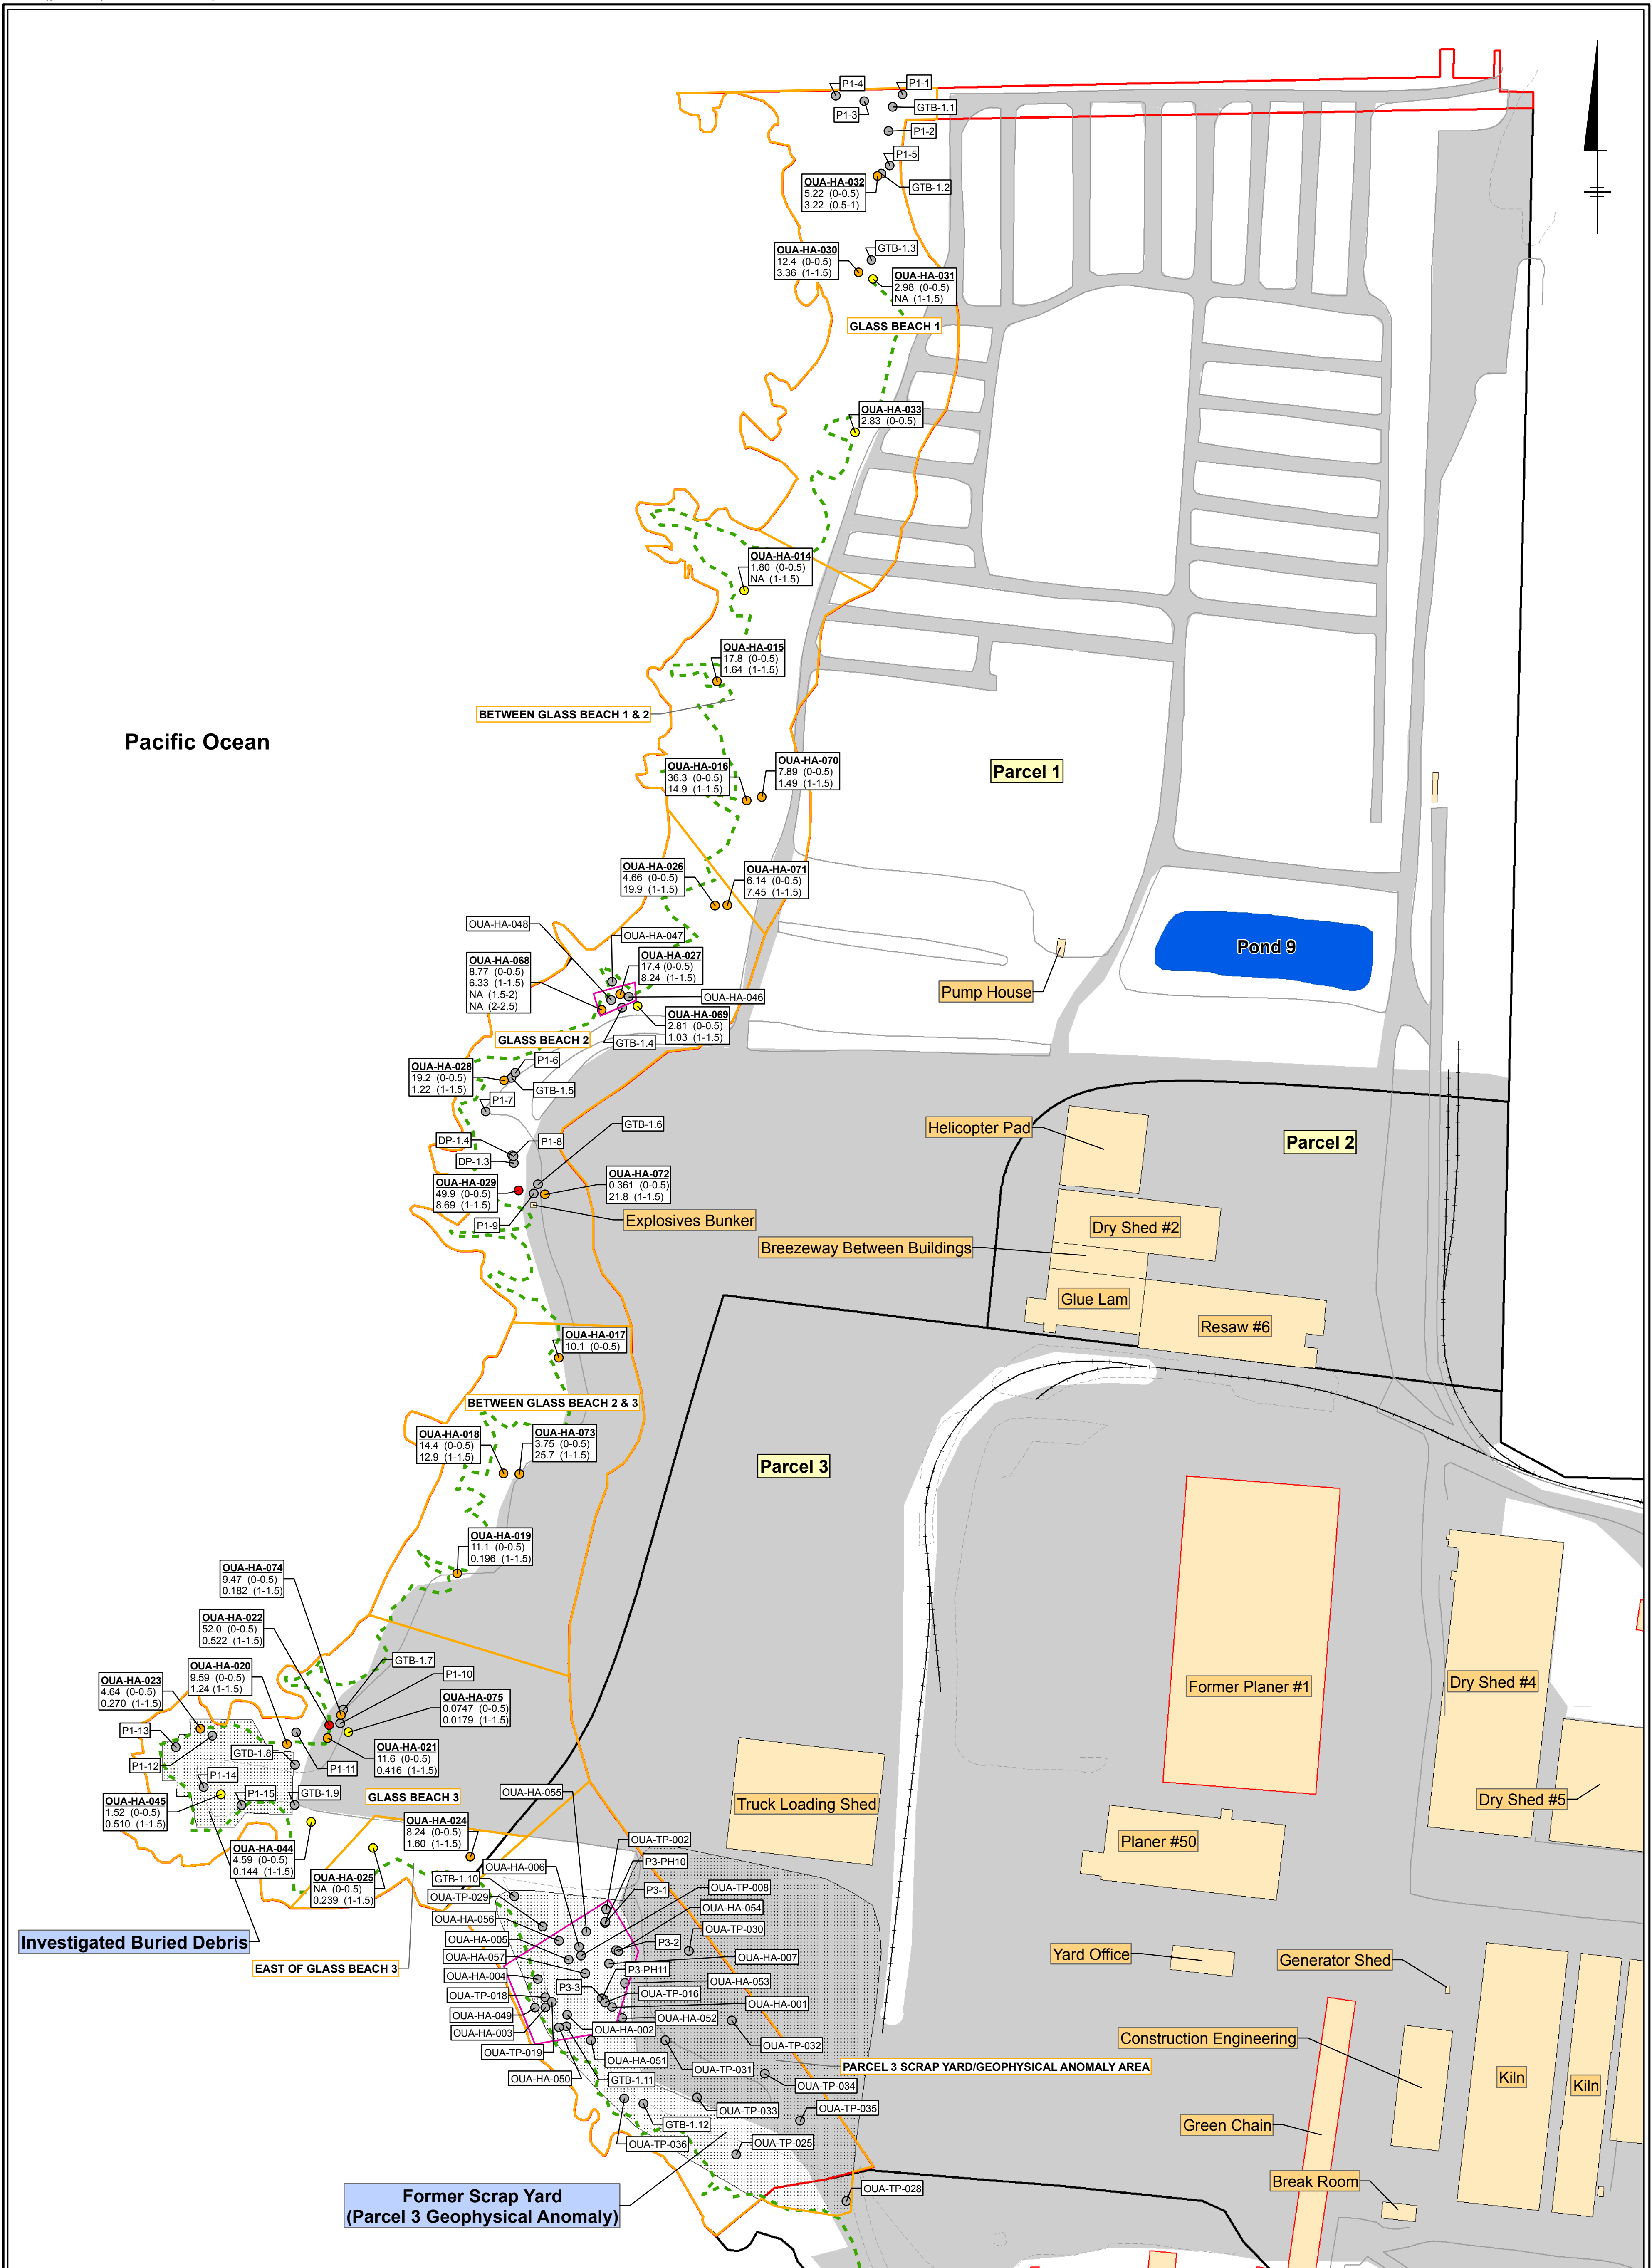 P1-4
P1-1
P1-3
GTB-1.1
P1-2
P1-5
GTB-1.2
OUA-HA-032
5.22 (0-0.5)
3.22 (0.5-1)
GTB-1.3
OUA-HA-030
12.4 (0-0.5)
3.36 (1-1.5)
OUA-HA-031
2.98 (0-0.5)
NA (1-1.5)
GLASS BEACH 1
OUA-HA-033
2.83 (0-0.5)
OUA-HA-014
1.80 (0-0.5)
NA (1-1.5)
OUA-HA-015
17.8 (0-0.5)
1.64 (1-1.5)
BETWEEN GLASS BEACH 1 & 2
Pacific Ocean
OUA-HA-016
36.3 (0-0.5)
14.9 (1-1.5)
OUA-HA-070
7.89 (0-0.5)
1.49 (1-1.5)
Parcel 1
OUA-HA-026
4.66 (0-0.5)
19.9 (1-1.5)
OUA-HA-071
6.14 (0-0.5)
7.45 (1-1.5)
OUA-HA-048
OUA-HA-047
OUA-HA-068
8.77 (0-0.5)
6.33 (1-1.5)
NA (1.5-2)
NA (2-2.5)
OUA-HA-027
17.4 (0-0.5)
8.24 (1-1.5)
OUA-HA-046
OUA-HA-069
2.81 (0-0.5)
1.03 (1-1.5)
Pond 9
Pump House
GLASS BEACH 2
GTB-1.4
P1-6
OUA-HA-028
19.2 (0-0.5)
1.22 (1-1.5)
GTB-1.5
P1-7
GTB-1.6
DP-1.4
P1-8
DP-1.3
OUA-HA-029
49.9 (0-0.5)
8.69 (1-1.5)
OUA-HA-072
0.361 (0-0.5)
21.8 (1-1.5)
P1-9
Explosives Bunker
Helicopter Pad
Parcel 2
Dry Shed #2
Breezeway Between Buildings
Glue Lam
Resaw #6
OUA-HA-017
10.1 (0-0.5)
BETWEEN GLASS BEACH 2 & 3
OUA-HA-018
14.4 (0-0.5)
12.9 (1-1.5)
OUA-HA-073
3.75 (0-0.5)
25.7 (1-1.5)
Parcel 3
OUA-HA-019
11.1 (0-0.5)
0.196 (1-1.5)
OUA-HA-074
9.47 (0-0.5)
0.182 (1-1.5)
OUA-HA-022
52.0 (0-0.5)
0.522 (1-1.5)
GTB-1.7
P1-10
OUA-HA-020
9.59 (0-0.5)
1.24 (1-1.5)
OUA-HA-023
4.64 (0-0.5)
0.270 (1-1.5)
OUA-HA-075
0.0747 (0-0.5)
0.0179 (1-1.5)
P1-13
GTB-1.8
OUA-HA-021
11.6 (0-0.5)
0.416 (1-1.5)
P1-12
P1-11
P1-14
P1-15
GTB-1.9
OUA-HA-045
1.52 (0-0.5)
0.510 (1-1.5)
GLASS BEACH 3
OUA-HA-055
OUA-HA-024
8.24 (0-0.5)
1.60 (1-1.5)
OUA-HA-044
4.59 (0-0.5)
0.144 (1-1.5)
OUA-HA-025
NA (0-0.5)
0.239 (1-1.5)
Former Planer #1
Dry Shed #4
Dry Shed #5
Truck Loading Shed
Planer #50
OUA-TP-002
P3-PH10
OUA-HA-006
GTB-1.10
P3-1
OUA-TP-008
OUA-TP-029
OUA-HA-054
OUA-HA-056
OUA-TP-030
OUA-HA-005
P3-2
OUA-HA-057
OUA-HA-007
P3-PH11
OUA-HA-004
OUA-HA-053
P3-3
OUA-TP-018
OUA-TP-016
OUA-HA-001
OUA-HA-049
OUA-HA-052
OUA-HA-003
OUA-HA-002
OUA-TP-032
OUA-TP-019
OUA-HA-051
OUA-TP-031
OUA-HA-050
GTB-1.11
OUA-TP-034
OUA-TP-033
OUA-TP-035
GTB-1.12
OUA-TP-036
OUA-TP-025
OUA-TP-028
Investigated Buried Debris
EAST OF GLASS BEACH 3
PARCEL 3 SCRAP YARD/GEOPHYSICAL ANOMALY AREA
Former Scrap Yard
(Parcel 3 Geophysical Anomaly)
Yard Office
Generator Shed
Construction Engineering
Kiln
Kiln
Green Chain
Break Room